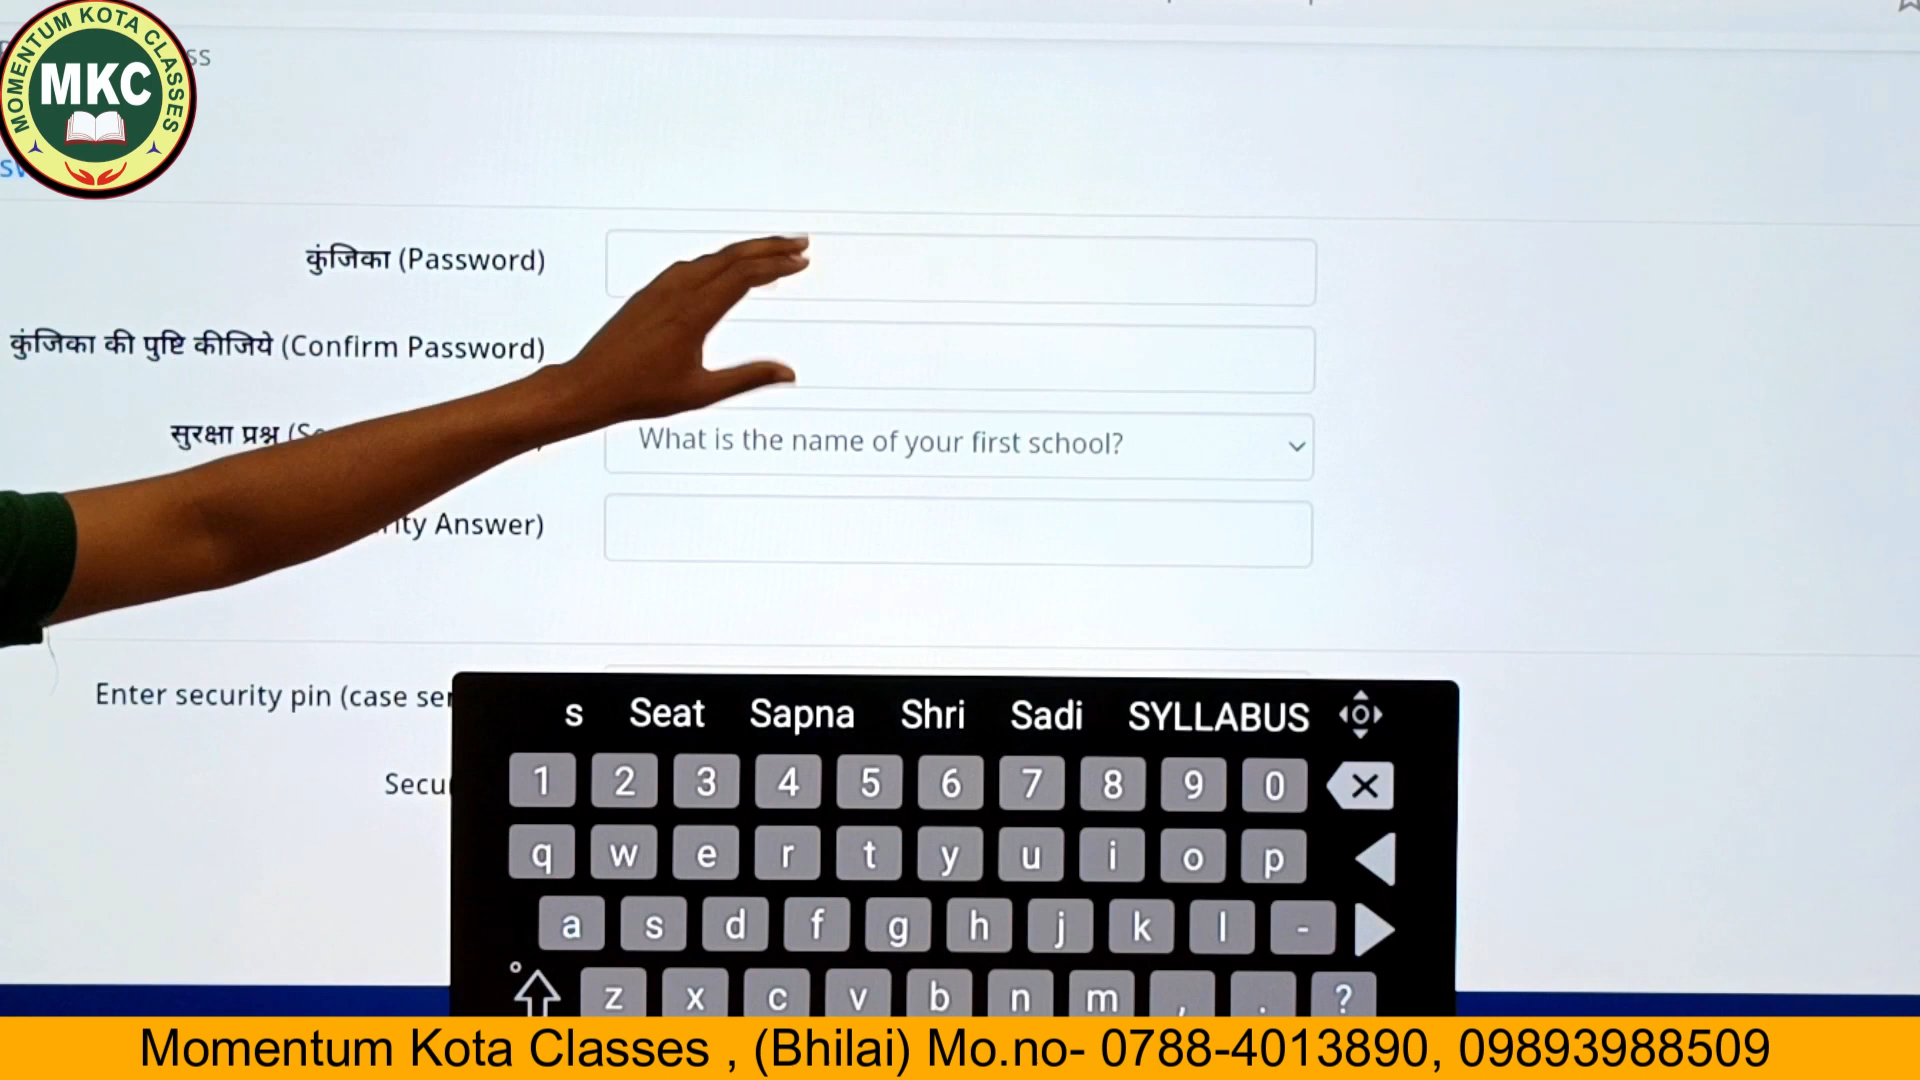 MOMENTUM KOTA CLASSES
MKC
ss
कुंजिका (Password)
कुंजिका की पुष्टि कीजिये (Confirm Password)
सुरक्षा प्रश्न
What is the name of your first school?
Answer)
Enter security pin (case
s Seat Sapna Shri Sadi SYLLABUS
1 2 3 4 5 6 7 8 9 0
q w e r t y u i o p
a s d f g h j k l -
z x c v b n m , . ?
Momentum Kota Classes , (Bhilai) Mo.no- 0788-4013890, 09893988509